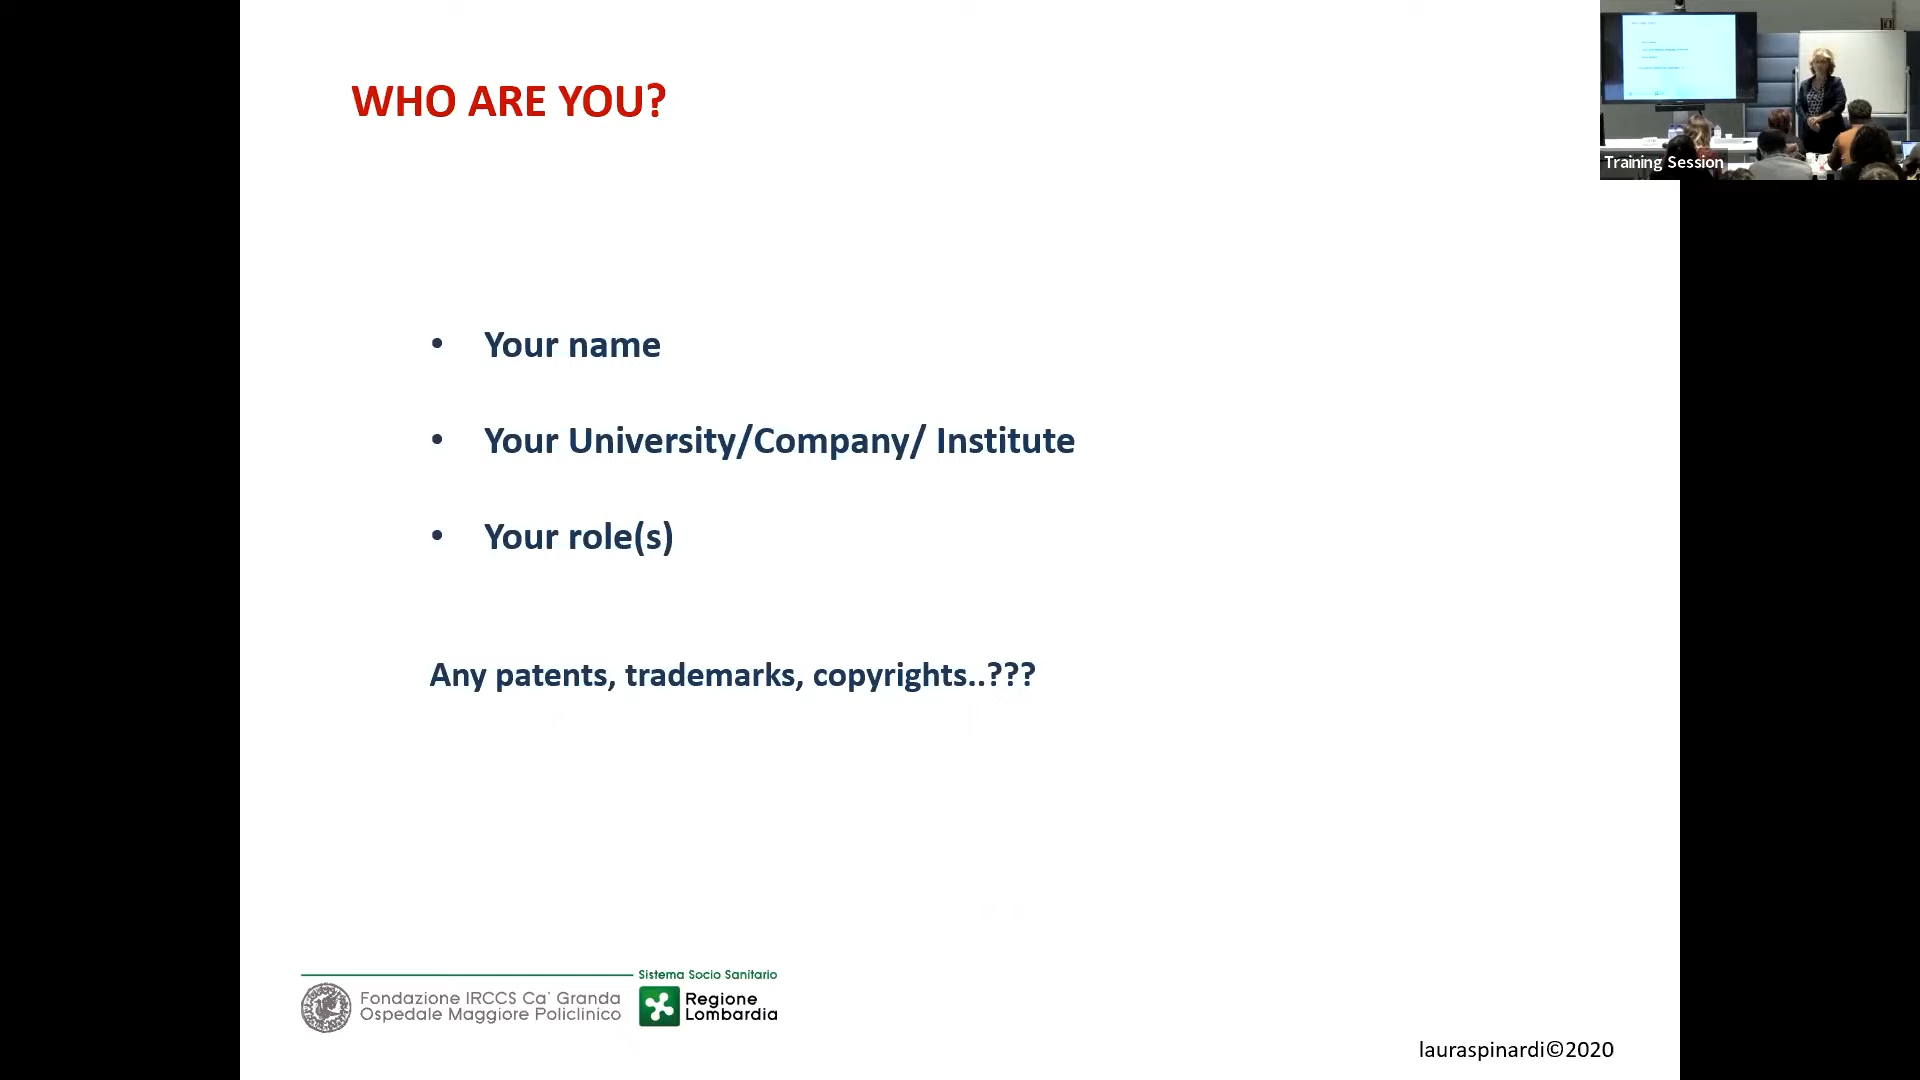 WHO ARE YOU?
Training Session
• Your name
• Your University/Company/ Institute
• Your role(s)
Any patents, trademarks, copyrights..???
Sistema Socio Sanitario
Fondazione IRCCS Ca' Granda
Ospedale Maggiore Policlinico
Regione
Lombardia
lauraspinardi©2020